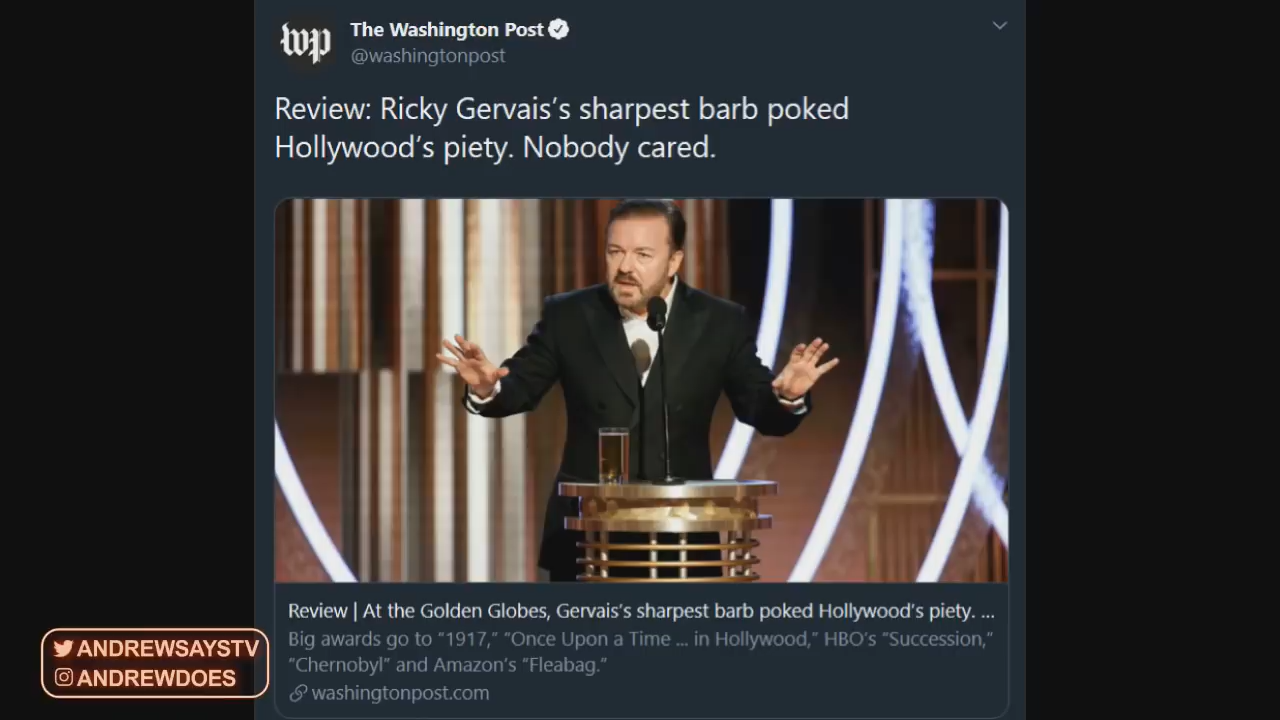 wp
The Washington Post
@washingtonpost
Review: Ricky Gervais’s sharpest barb poked
Hollywood’s piety. Nobody cared.
Review | At the Golden Globes, Gervais’s sharpest barb poked Hollywood’s piety. ...
Big awards go to “1917,” “Once Upon a Time ... in Hollywood,” HBO’s “Succession,”
“Chernobyl” and Amazon’s “Fleabag.”
washingtonpost.com
ANDREWSAYSTV
ANDREWDOES